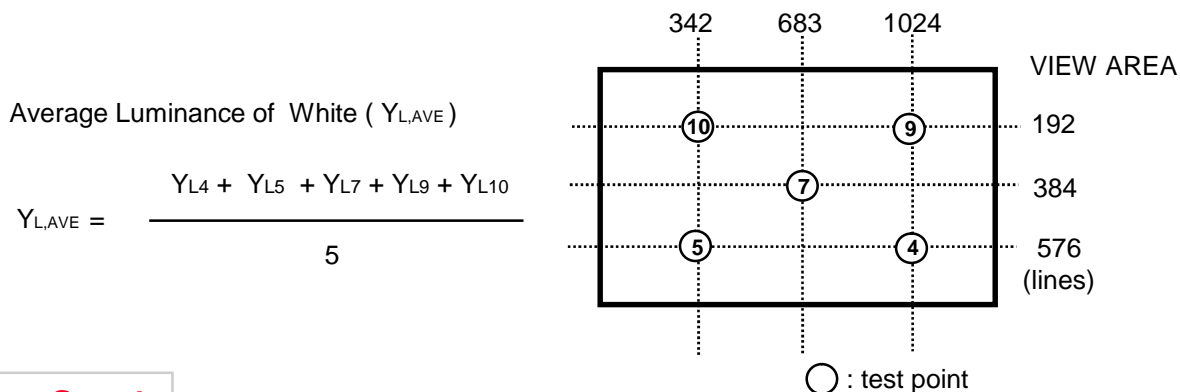 342 683 1024
VIEW AREA
Average Luminance of White ( YL,AVE )
10 9 192
YL4 + YL5 + YL7 + YL9 + YL10
7 384
YL,AVE =
5
5 4 576
(lines)
: test point